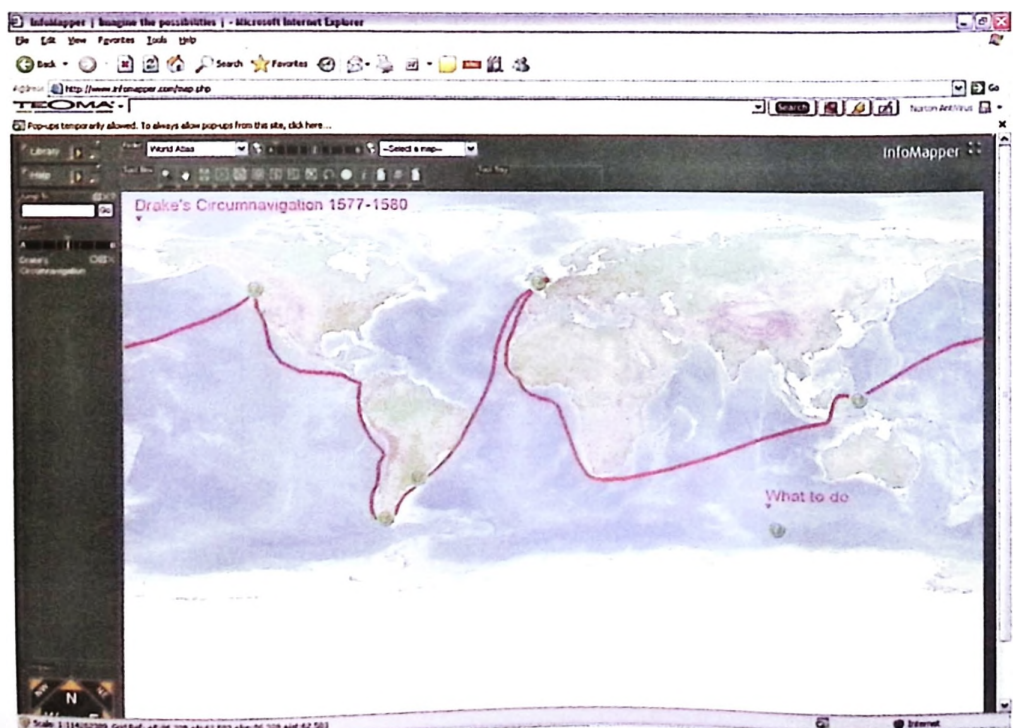 InfoMapper | Imagine the possibilities | - Microsoft Internet Explorer
File Edit View Favorites Tools Help
Back Search Favorites
Address http://www.infomapper.com/map.php Go
TEOMA Search Norton AntiVirus
Pop-ups temporarily allowed. To always allow pop-ups from this site, click here...
Library World Atlas --Select a map-- InfoMapper
Help
Go
Drake's Circumnavigation 1577-1580
Drake's
Circumnavigation
What to do
N
Internet